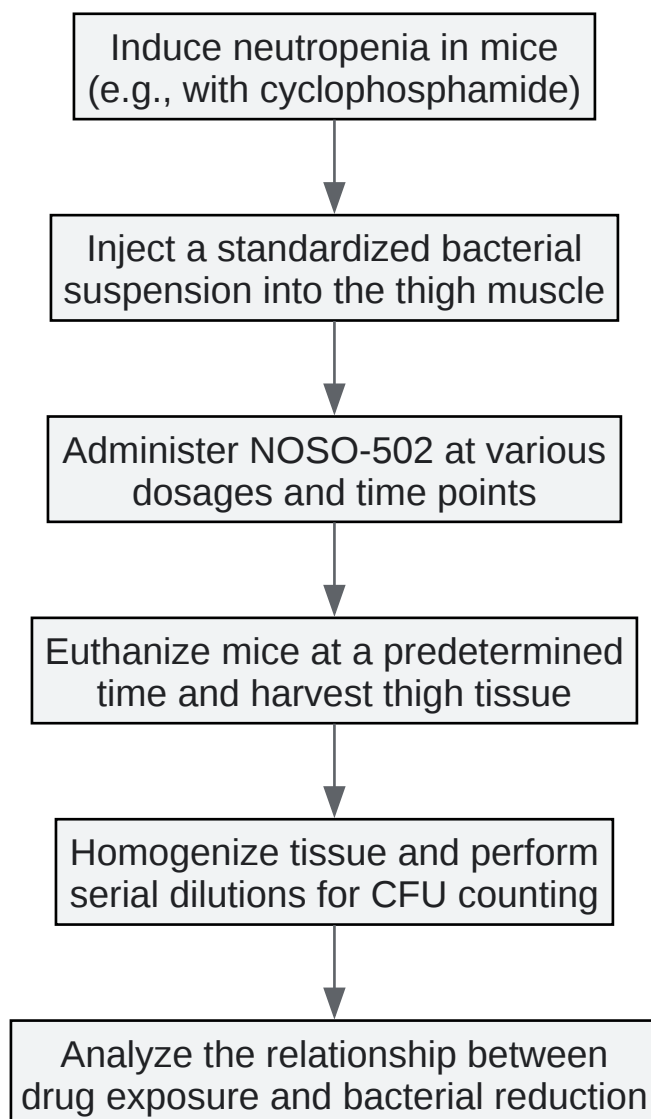 Induce neutropenia in mice
(e.g., with cyclophosphamide)
Inject a standardized bacterial
suspension into the thigh muscle
Administer NOSO-502 at various
dosages and time points
Euthanize mice at a predetermined
time and harvest thigh tissue
Homogenize tissue and perform
serial dilutions for CFU counting
Analyze the relationship between
drug exposure and bacterial reduction